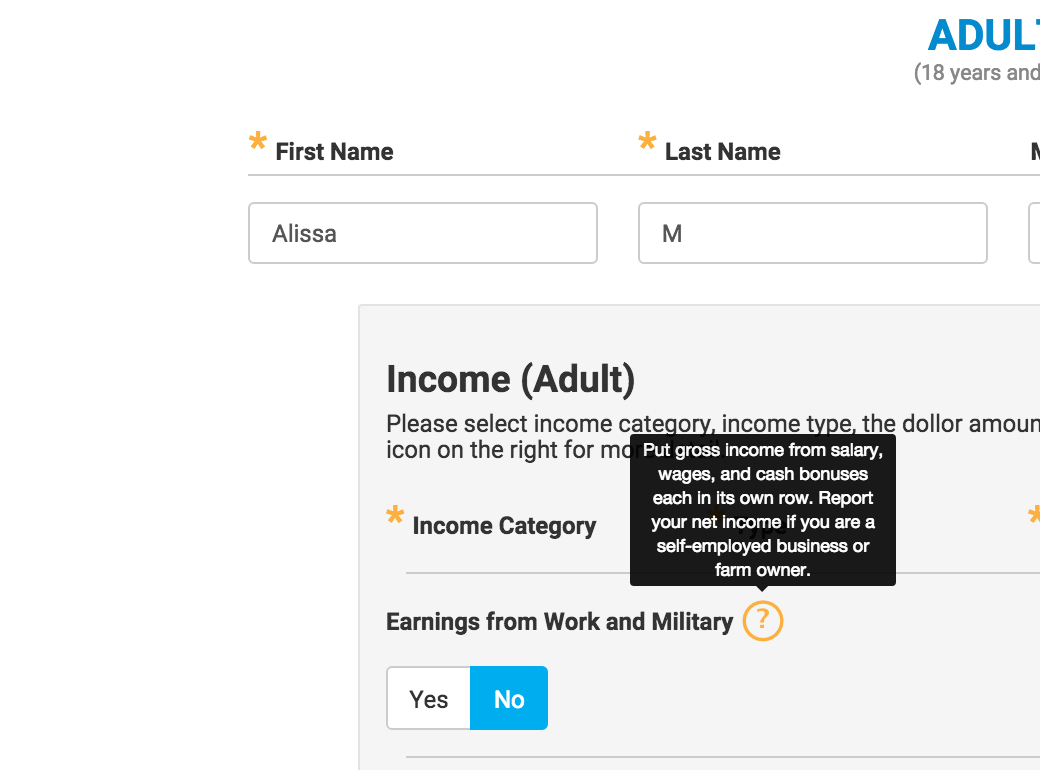 ADULT
(18 years and
* First Name
* Last Name
Alissa
M
Income (Adult)
Please select income category, income type, the dollor amoun
icon on the right for mor
Put gross income from salary,
wages, and cash bonuses
each in its own row. Report
your net income if you are a
self-employed business or
farm owner.
* Income Category
* Type
*
Earnings from Work and Military ?
Yes
No